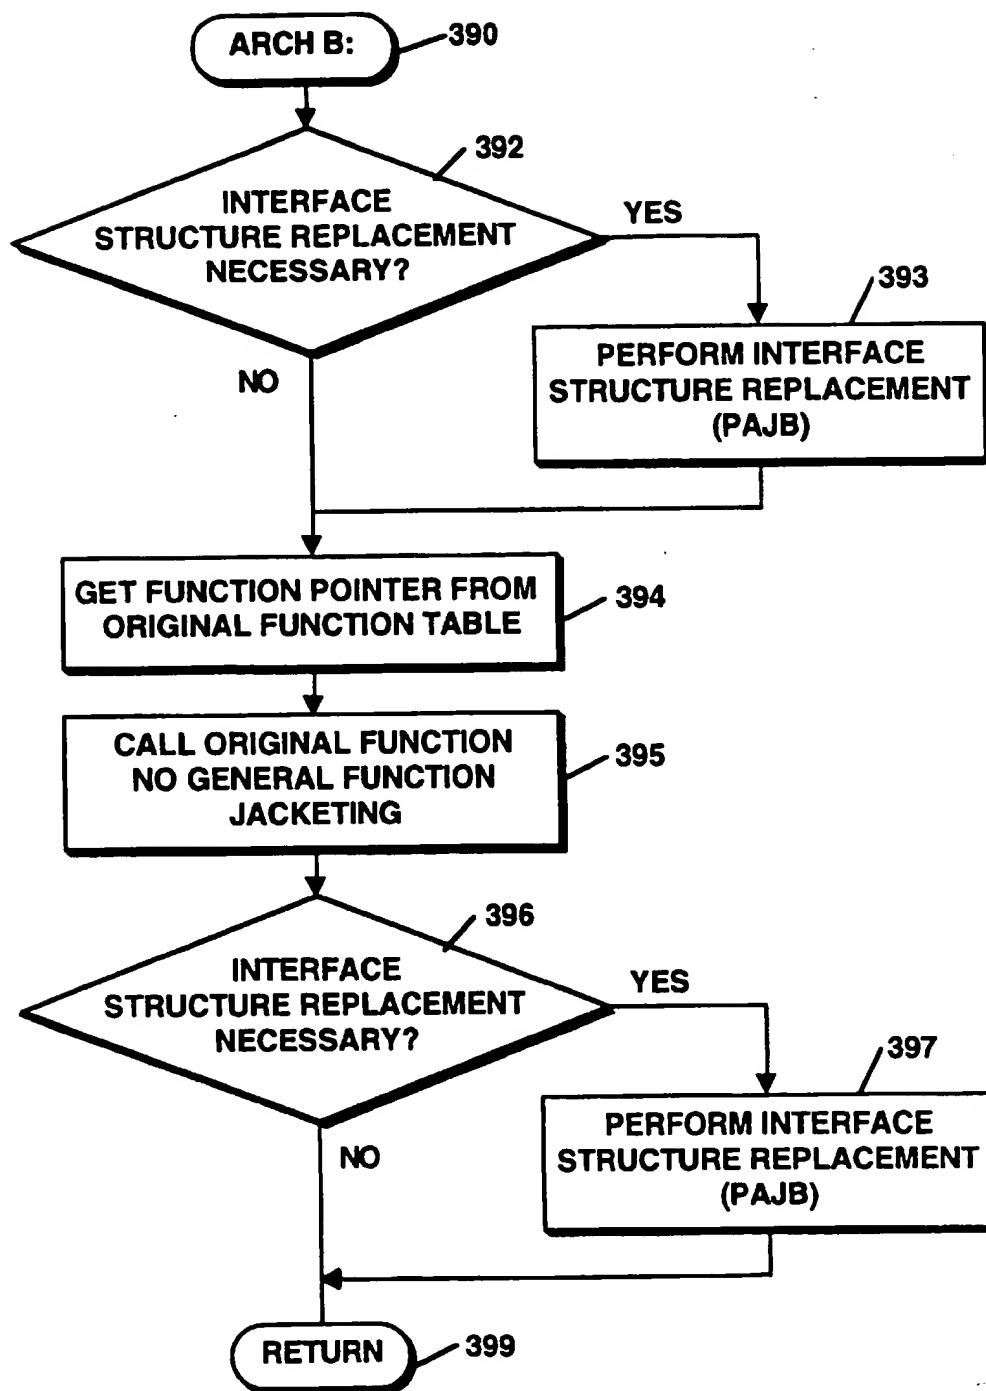 ARCH B:
390
392
INTERFACE
STRUCTURE REPLACEMENT
NECESSARY?
YES
393
PERFORM INTERFACE
STRUCTURE REPLACEMENT
(PAJB)
NO
GET FUNCTION POINTER FROM
ORIGINAL FUNCTION TABLE
394
CALL ORIGINAL FUNCTION
NO GENERAL FUNCTION
JACKETING
395
396
INTERFACE
STRUCTURE REPLACEMENT
NECESSARY?
YES
397
PERFORM INTERFACE
STRUCTURE REPLACEMENT
(PAJB)
NO
RETURN
399